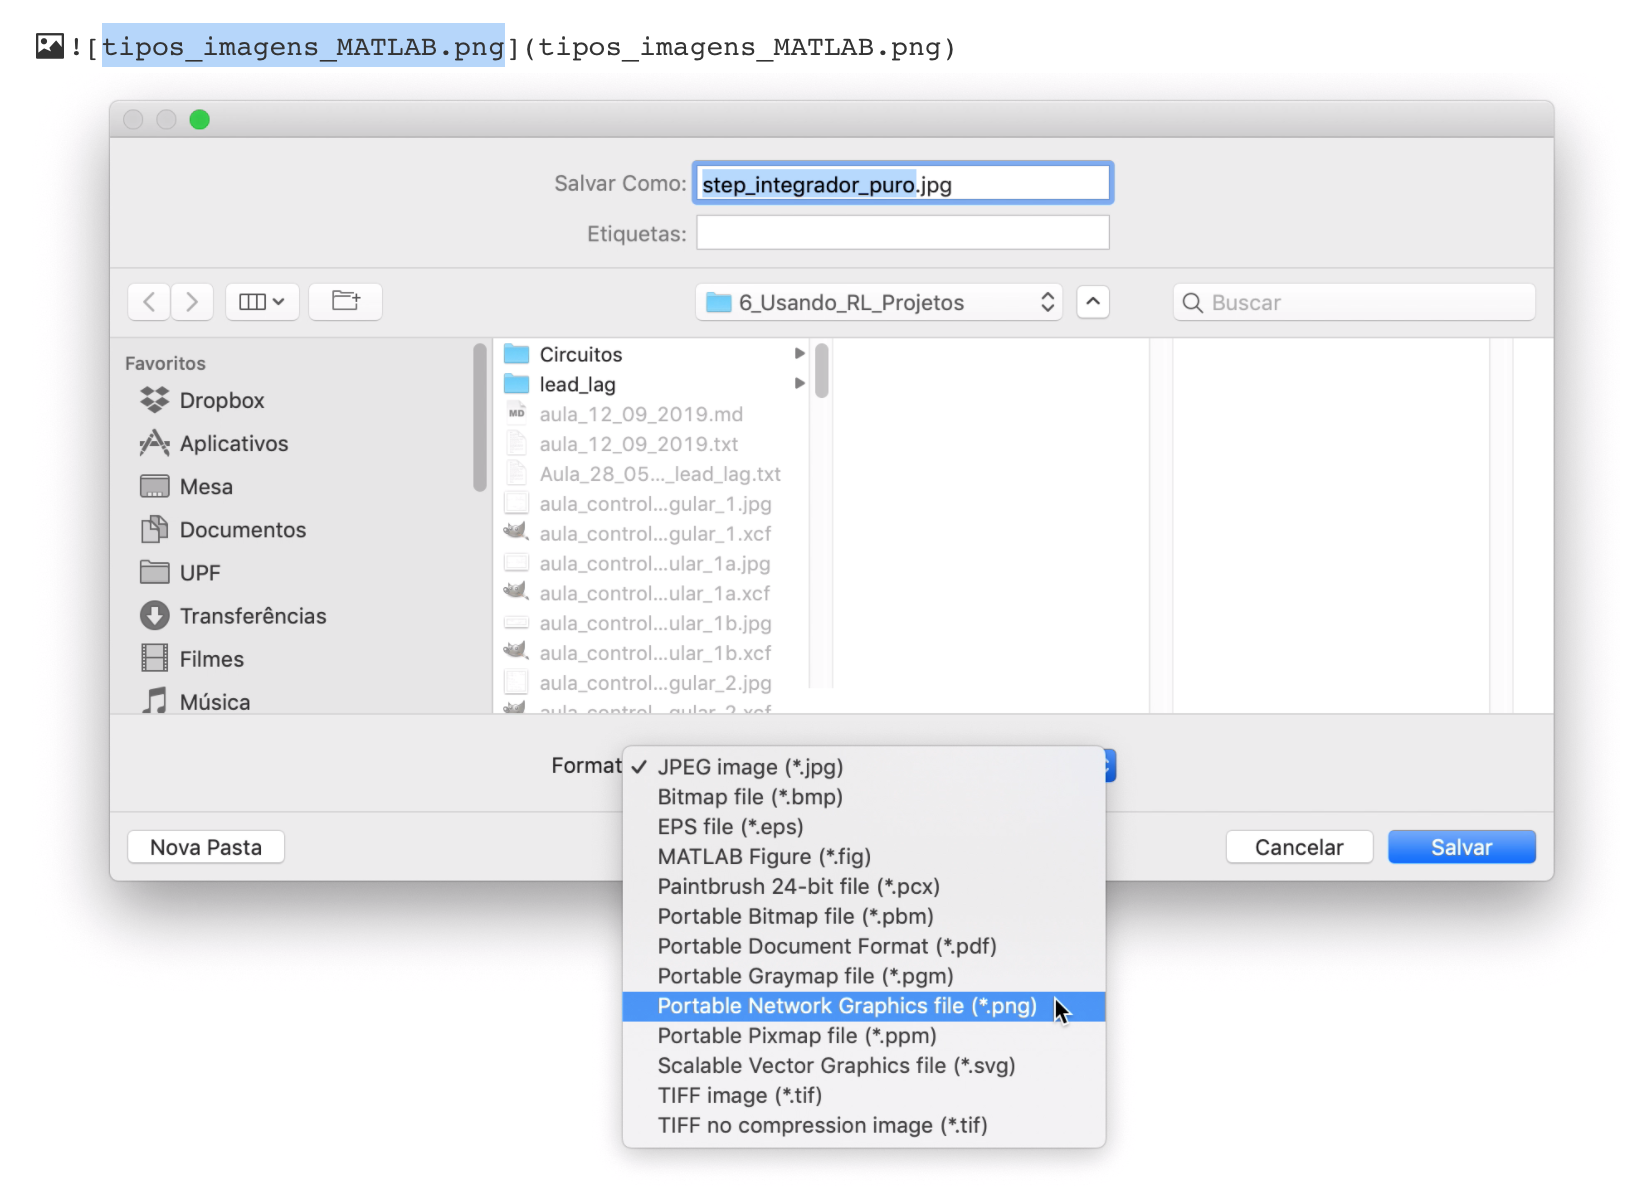 ![tipos_imagens_MATLAB.png](tipos_imagens_MATLAB.png)
Salvar Como: step_integrador_puro.jpg
Etiquetas:
6_Usando_RL_Projetos
Buscar
Favoritos
Dropbox
Aplicativos
Mesa
Documentos
UPF
Transferências
Filmes
Música
Circuitos
lead_lag
aula_12_09_2019.md
aula_12_09_2019.txt
Aula_28_05..._lead_lag.txt
aula_control...gular_1.jpg
aula_control...gular_1.xcf
aula_control...ular_1a.jpg
aula_control...ular_1a.xcf
aula_control...ular_1b.jpg
aula_control...ular_1b.xcf
aula_control...gular_2.jpg
aula_control...gular_2.xcf
Format
✓ JPEG image (*.jpg)
Bitmap file (*.bmp)
EPS file (*.eps)
MATLAB Figure (*.fig)
Paintbrush 24-bit file (*.pcx)
Portable Bitmap file (*.pbm)
Portable Document Format (*.pdf)
Portable Graymap file (*.pgm)
Portable Network Graphics file (*.png)
Portable Pixmap file (*.ppm)
Scalable Vector Graphics file (*.svg)
TIFF image (*.tif)
TIFF no compression image (*.tif)
Nova Pasta
Cancelar
Salvar